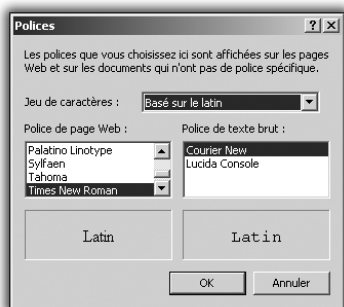 Polices
Les polices que vous choisissez ici sont affichées sur les pages
Web et sur les documents qui n'ont pas de police spécifique.
Jeu de caractères :
Basé sur le latin
Police de page Web :
Police de texte brut :
Palatino Linotype
Sylfaen
Tahoma
Times New Roman
Courier New
Lucida Console
Latin
Latin
OK
Annuler